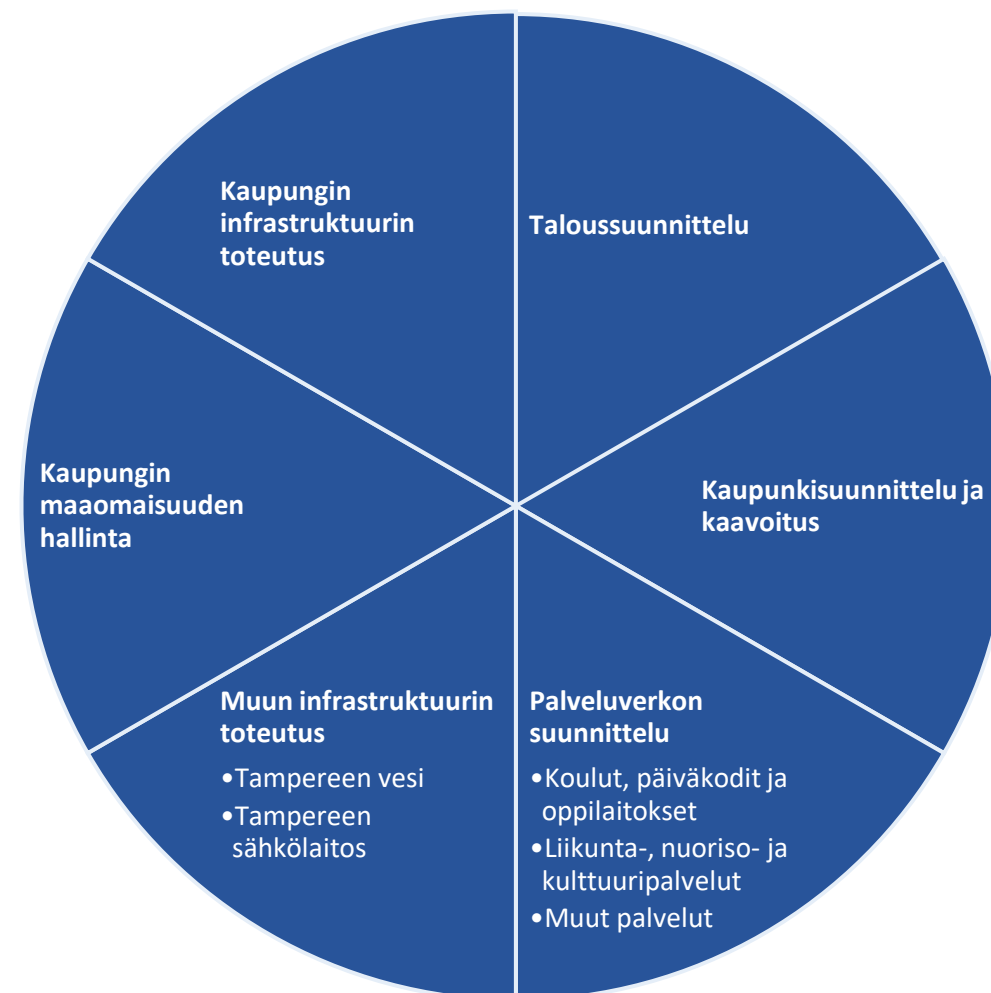 Kaupungin
infrastruktuurin
toteutus
Taloussuunnittelu
Kaupungin
maaomaisuuden
hallinta
Kaupunkisuunnittelu ja
kaavoitus
Muun infrastruktuurin
toteutus
•Tampereen vesi
•Tampereen
sähkölaitos
Palveluverkon
suunnittelu
•Koulut, päiväkodit ja
oppilaitokset
•Liikunta-, nuoriso- ja
kulttuuripalvelut
•Muut palvelut